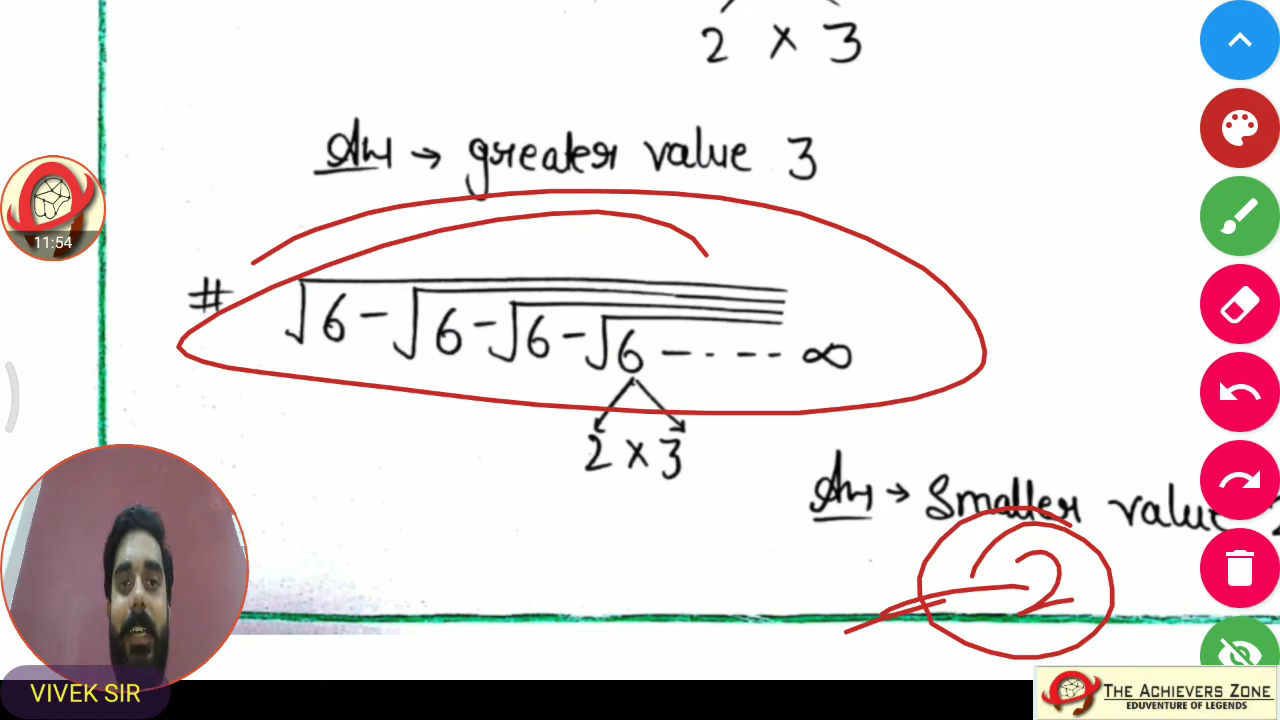 2 × 3
Ans → greater value 3
# √6-√6-√6-√6 -·--- ∞
2 × 3
Ans → Smaller value 2
2
11:54
VIVEK SIR
THE ACHIEVERS ZONE
EDUVENTURE OF LEGENDS